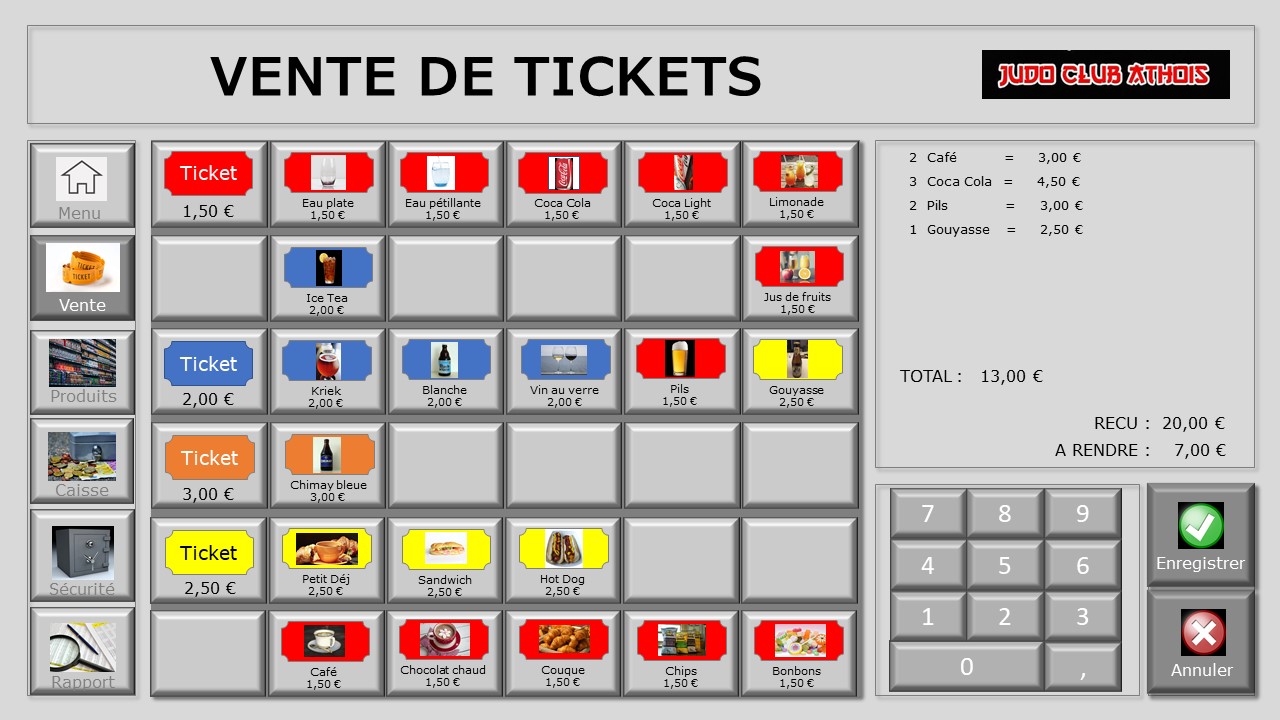 VENTE DE TICKETS
JUDO CLUB ATHOIS
Menu
Vente
TICKET
Produits
Caisse
Sécurité
Rapport
Ticket
1,50 €
Eau plate
1,50 €
Eau pétillante
1,50 €
Coca Cola
1,50 €
Coca Light
1,50 €
Limonade
1,50 €
Ice Tea
2,00 €
Jus de fruits
1,50 €
Ticket
2,00 €
Kriek
2,00 €
Blanche
2,00 €
Vin au verre
2,00 €
Pils
1,50 €
Gouyasse
2,50 €
Ticket
3,00 €
Chimay bleue
3,00 €
Ticket
2,50 €
Petit Déj
2,50 €
Sandwich
2,50 €
Hot Dog
2,50 €
Café
1,50 €
Chocolat chaud
1,50 €
Couque
1,50 €
Chips
1,50 €
Bonbons
1,50 €
2 Café = 3,00 €
3 Coca Cola = 4,50 €
2 Pils = 3,00 €
1 Gouyasse = 2,50 €
TOTAL : 13,00 €
RECU : 20,00 €
A RENDRE : 7,00 €
7 8 9
4 5 6
1 2 3
0 ,
Enregistrer
Annuler